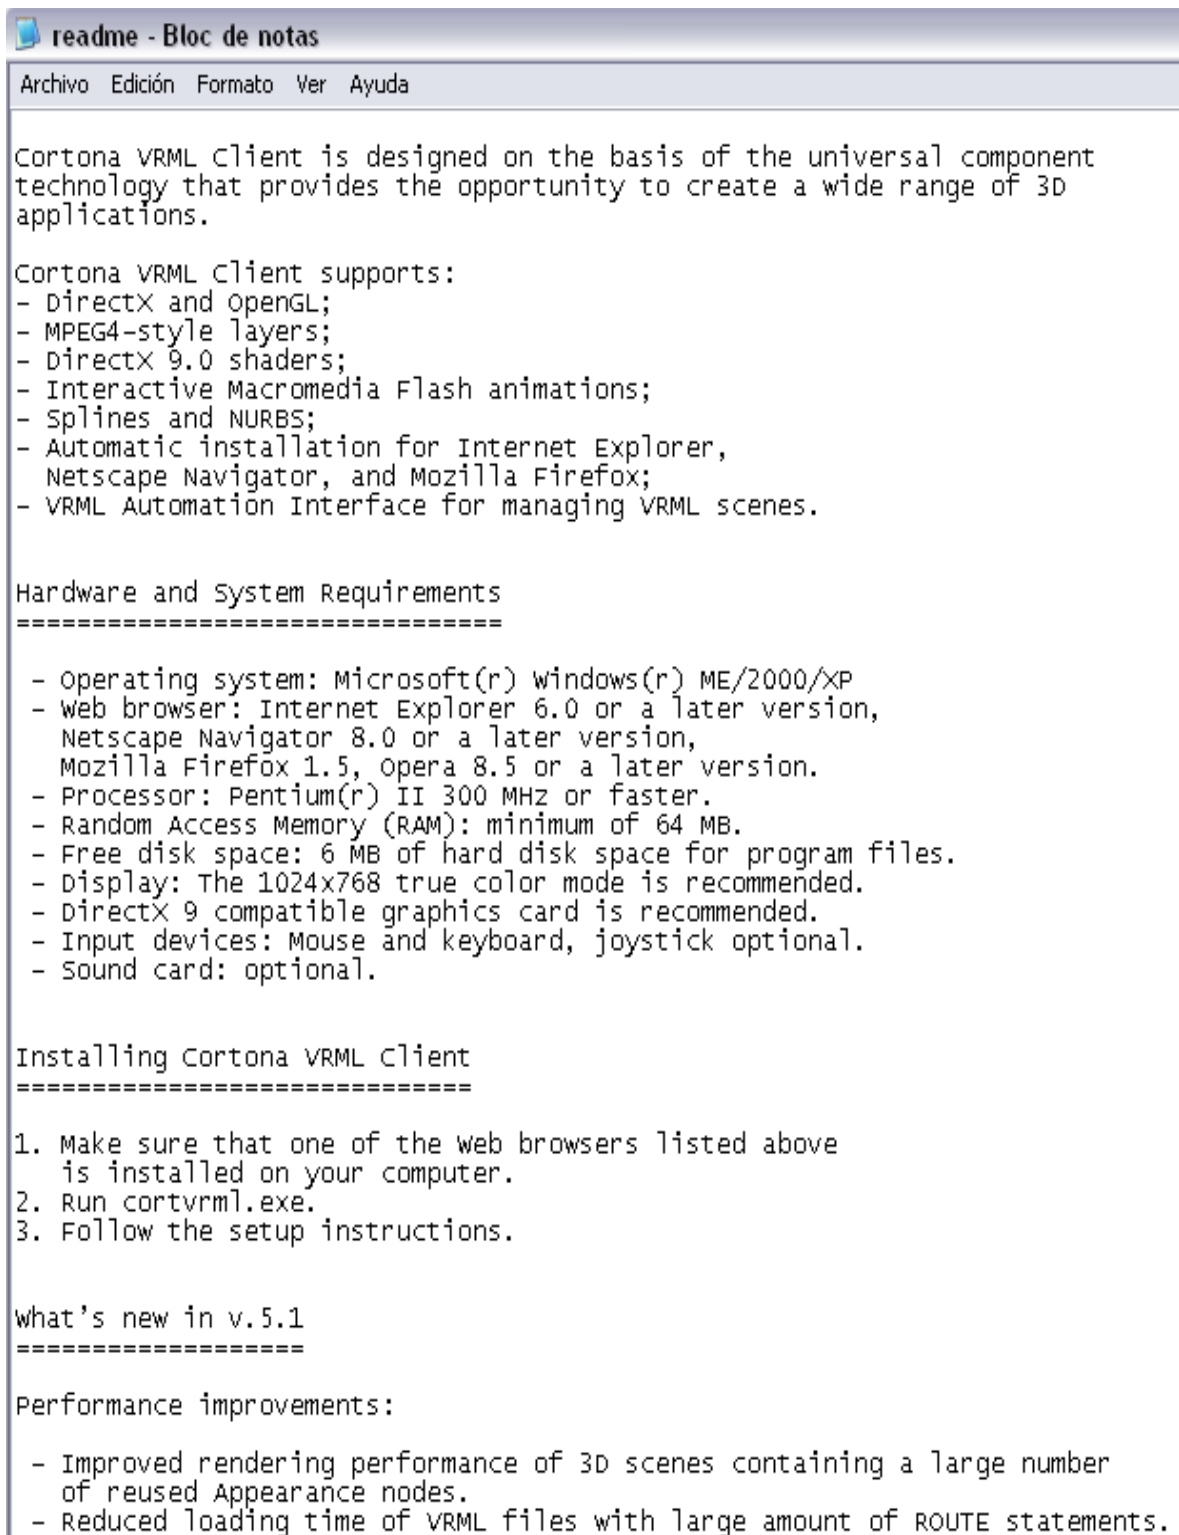 readme - Bloc de notas
Archivo Edición Formato Ver Ayuda
Cortona VRML Client is designed on the basis of the universal component
technology that provides the opportunity to create a wide range of 3D
applications.
Cortona VRML Client supports:
- DirectX and OpenGL;
- MPEG4-style layers;
- DirectX 9.0 shaders;
- Interactive Macromedia Flash animations;
- Splines and NURBS;
- Automatic installation for Internet Explorer,
Netscape Navigator, and Mozilla Firefox;
- VRML Automation Interface for managing VRML scenes.
Hardware and System Requirements
================================
- Operating system: Microsoft(r) Windows(r) ME/2000/XP
- Web browser: Internet Explorer 6.0 or a later version,
Netscape Navigator 8.0 or a later version,
Mozilla Firefox 1.5, Opera 8.5 or a later version.
- Processor: Pentium(r) II 300 MHz or faster.
- Random Access Memory (RAM): minimum of 64 MB.
- Free disk space: 6 MB of hard disk space for program files.
- Display: The 1024x768 true color mode is recommended.
- DirectX 9 compatible graphics card is recommended.
- Input devices: Mouse and keyboard, joystick optional.
- Sound card: optional.
Installing Cortona VRML Client
==============================
1. Make sure that one of the Web browsers listed above
is installed on your computer.
2. Run cortvrml.exe.
3. Follow the setup instructions.
What's new in v.5.1
===================
Performance improvements:
- Improved rendering performance of 3D scenes containing a large number
of reused Appearance nodes.
- Reduced loading time of VRML files with large amount of ROUTE statements.